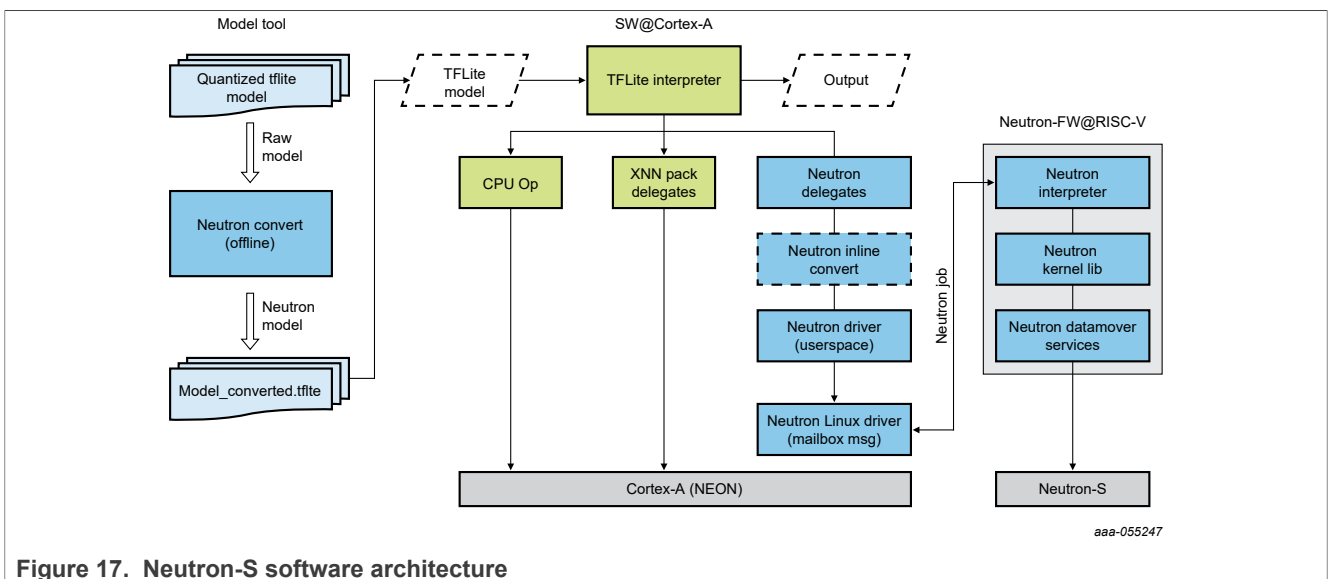 Model tool
SW@Cortex-A
Quantized tflite
model
TFLite
model
TFLite interpreter
Output
Raw
model
Neutron-FW@RISC-V
CPU Op
XNN pack
delegates
Neutron
delegates
Neutron
interpreter
Neutron convert
(offline)
Neutron inline
convert
Neutron job
Neutron
kernel lib
Neutron
model
Neutron driver
(userspace)
Neutron datamover
services
Model_converted.tflte
Neutron Linux driver
(mailbox msg)
Cortex-A (NEON)
Neutron-S
aaa-055247
Figure 17. Neutron-S software architecture